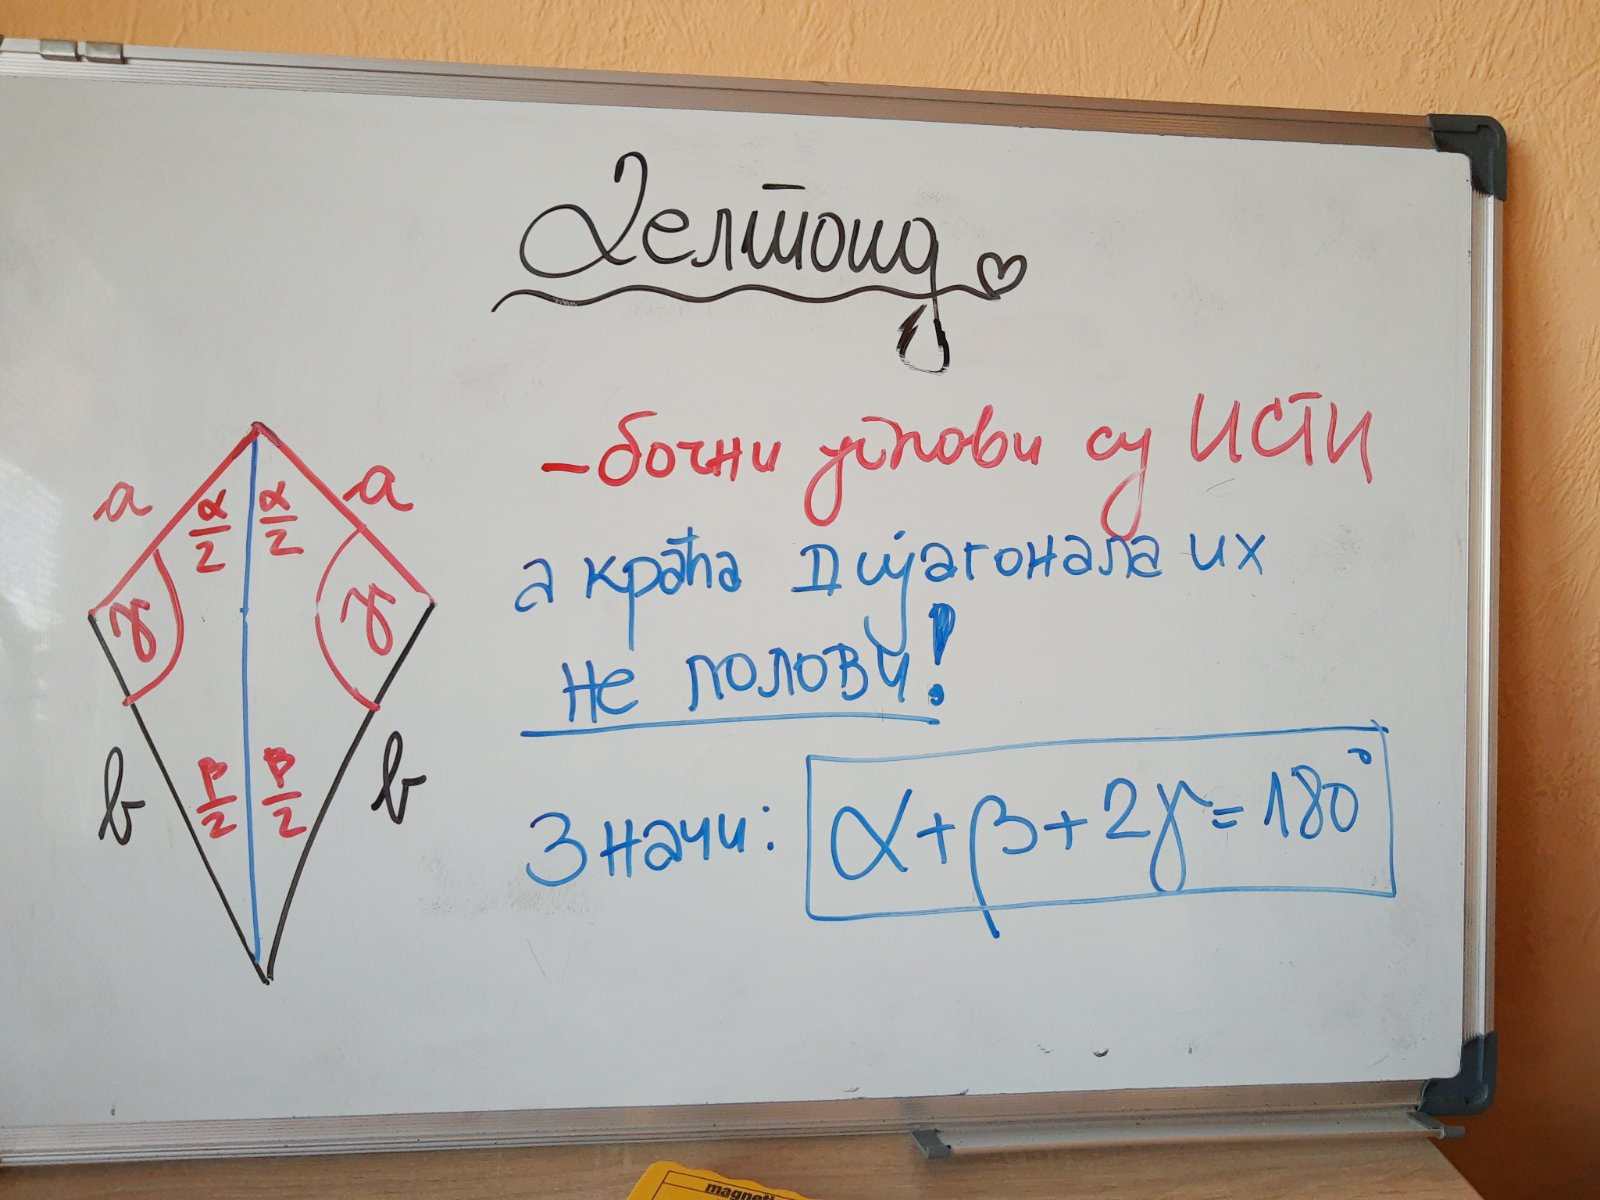 Делтоид
-бочни углови су ИСТИ
а краћа Дијагонала их
не полови!
Значи: α+β+2γ=180°
a a
α/2 α/2
γ γ
b b
β/2 β/2